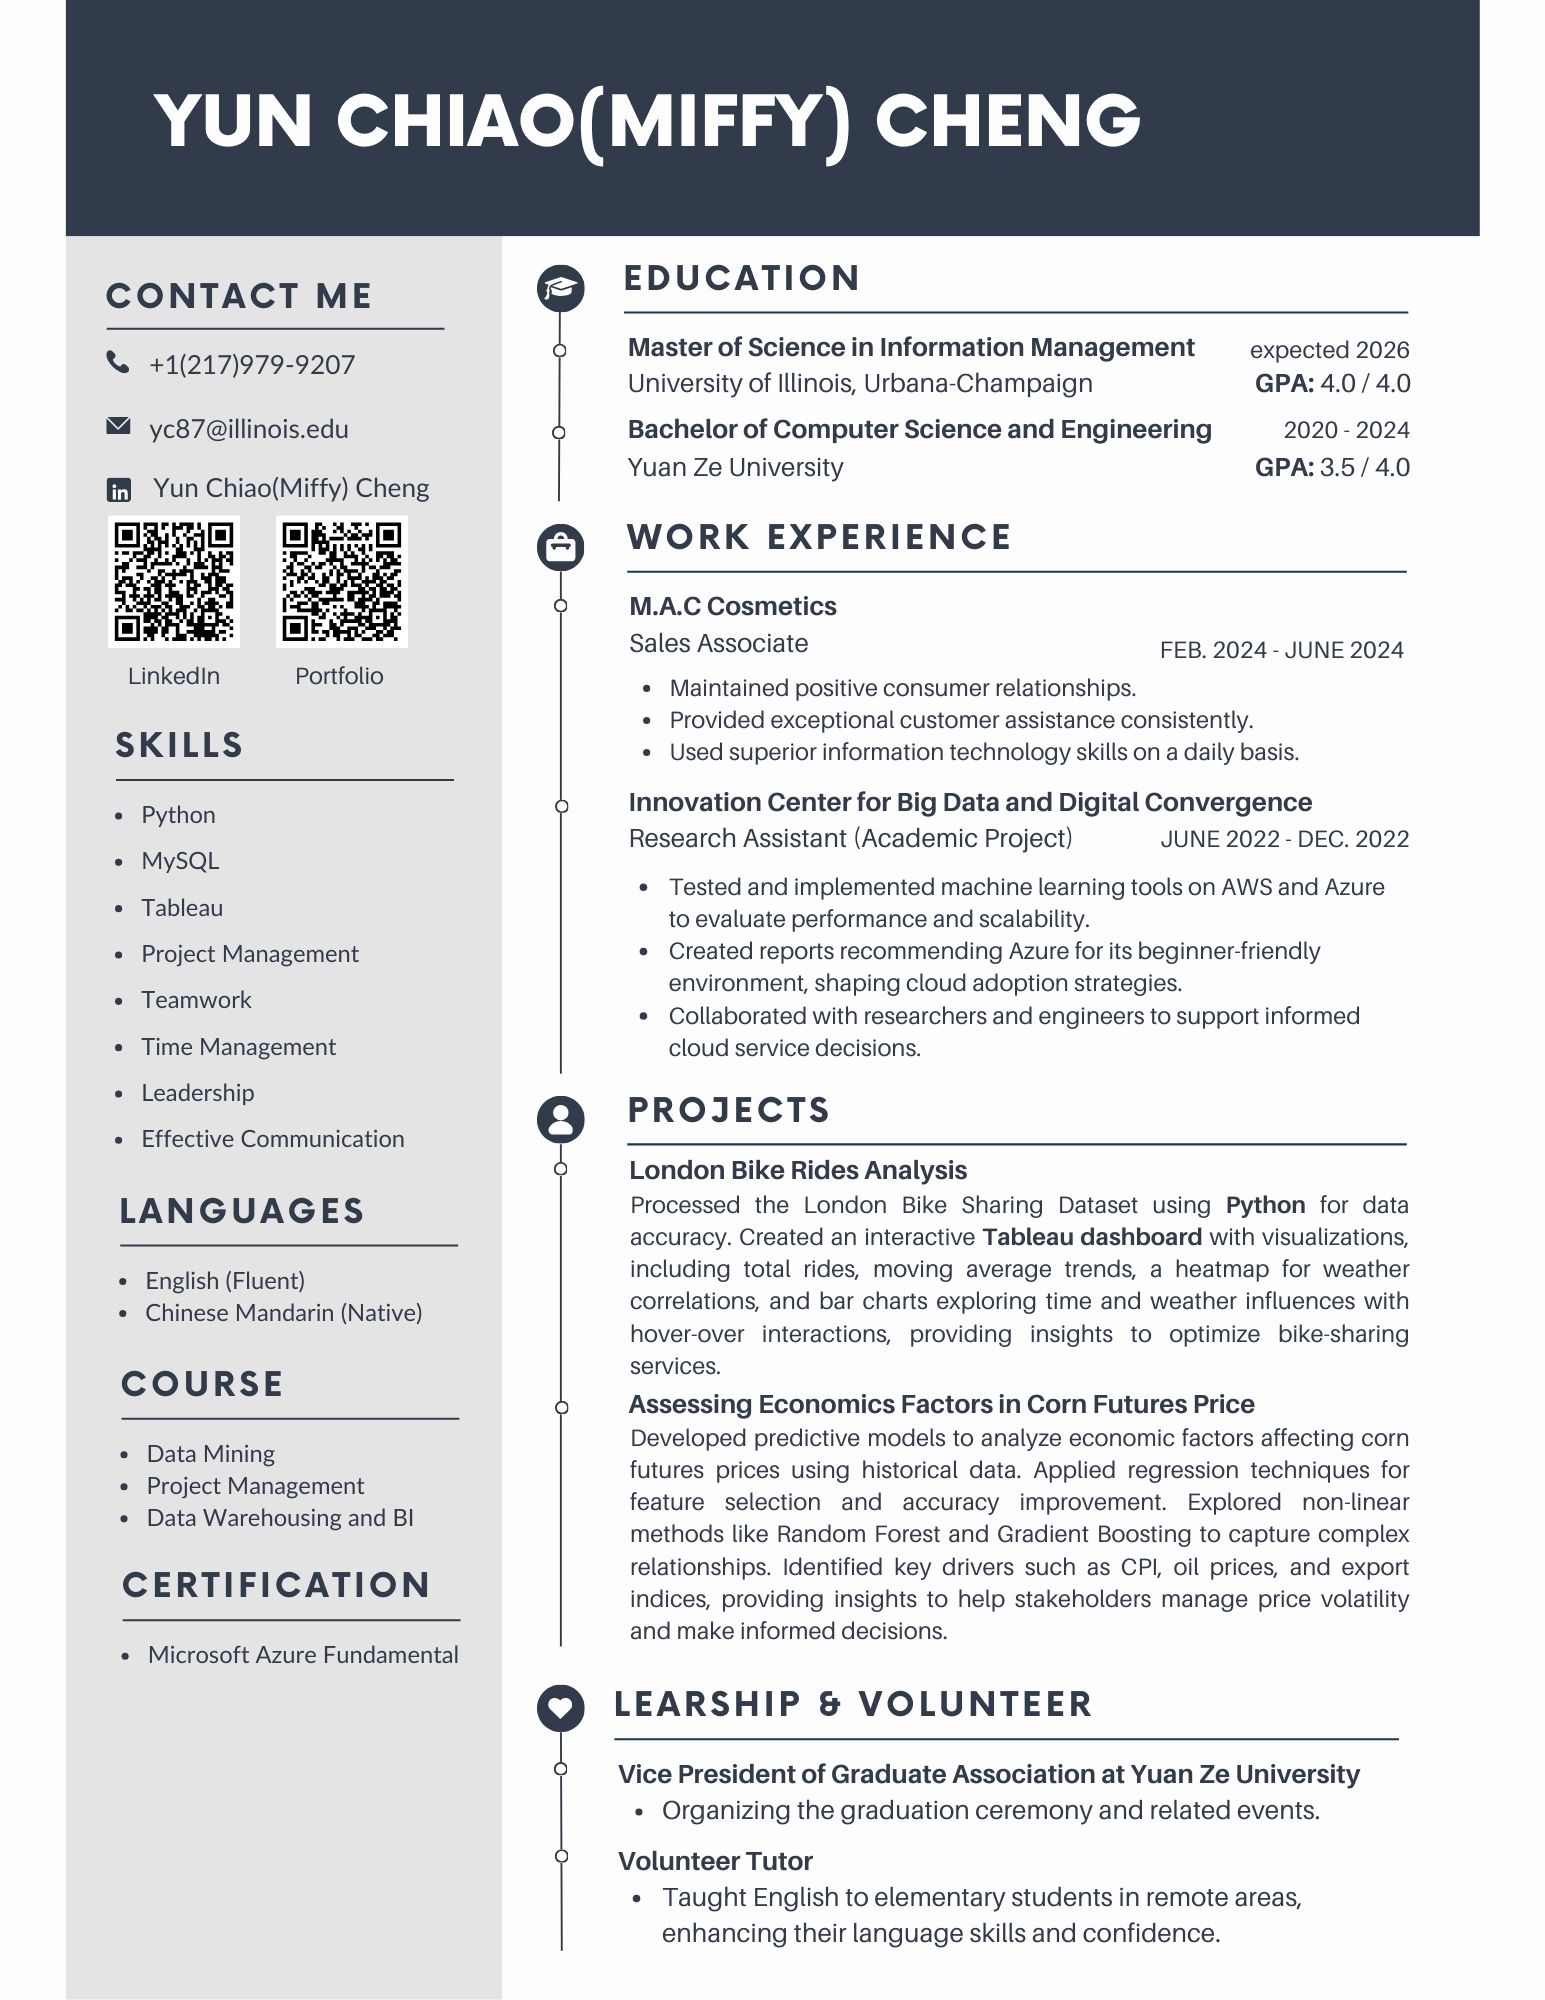 YUN CHIAO(MIFFY) CHENG
CONTACT ME
+1(217)979-9207
yc87@illinois.edu
in Yun Chiao(Miffy) Cheng
LinkedIn
Portfolio
SKILLS
• Python
• MySQL
• Tableau
• Project Management
• Teamwork
• Time Management
• Leadership
• Effective Communication
LANGUAGES
• English (Fluent)
• Chinese Mandarin (Native)
COURSE
• Data Mining
• Project Management
• Data Warehousing and BI
CERTIFICATION
• Microsoft Azure Fundamental
EDUCATION
Master of Science in Information Management expected 2026
University of Illinois, Urbana-Champaign GPA: 4.0 / 4.0
Bachelor of Computer Science and Engineering 2020 - 2024
Yuan Ze University GPA: 3.5 / 4.0
WORK EXPERIENCE
M.A.C Cosmetics
Sales Associate FEB. 2024 - JUNE 2024
• Maintained positive consumer relationships.
• Provided exceptional customer assistance consistently.
• Used superior information technology skills on a daily basis.
Innovation Center for Big Data and Digital Convergence
Research Assistant (Academic Project) JUNE 2022 - DEC. 2022
• Tested and implemented machine learning tools on AWS and Azure
to evaluate performance and scalability.
• Created reports recommending Azure for its beginner-friendly
environment, shaping cloud adoption strategies.
• Collaborated with researchers and engineers to support informed
cloud service decisions.
PROJECTS
London Bike Rides Analysis
Processed the London Bike Sharing Dataset using Python for data
accuracy. Created an interactive Tableau dashboard with visualizations,
including total rides, moving average trends, a heatmap for weather
correlations, and bar charts exploring time and weather influences with
hover-over interactions, providing insights to optimize bike-sharing
services.
Assessing Economics Factors in Corn Futures Price
Developed predictive models to analyze economic factors affecting corn
futures prices using historical data. Applied regression techniques for
feature selection and accuracy improvement. Explored non-linear
methods like Random Forest and Gradient Boosting to capture complex
relationships. Identified key drivers such as CPI, oil prices, and export
indices, providing insights to help stakeholders manage price volatility
and make informed decisions.
LEARSHIP & VOLUNTEER
Vice President of Graduate Association at Yuan Ze University
• Organizing the graduation ceremony and related events.
Volunteer Tutor
• Taught English to elementary students in remote areas,
enhancing their language skills and confidence.